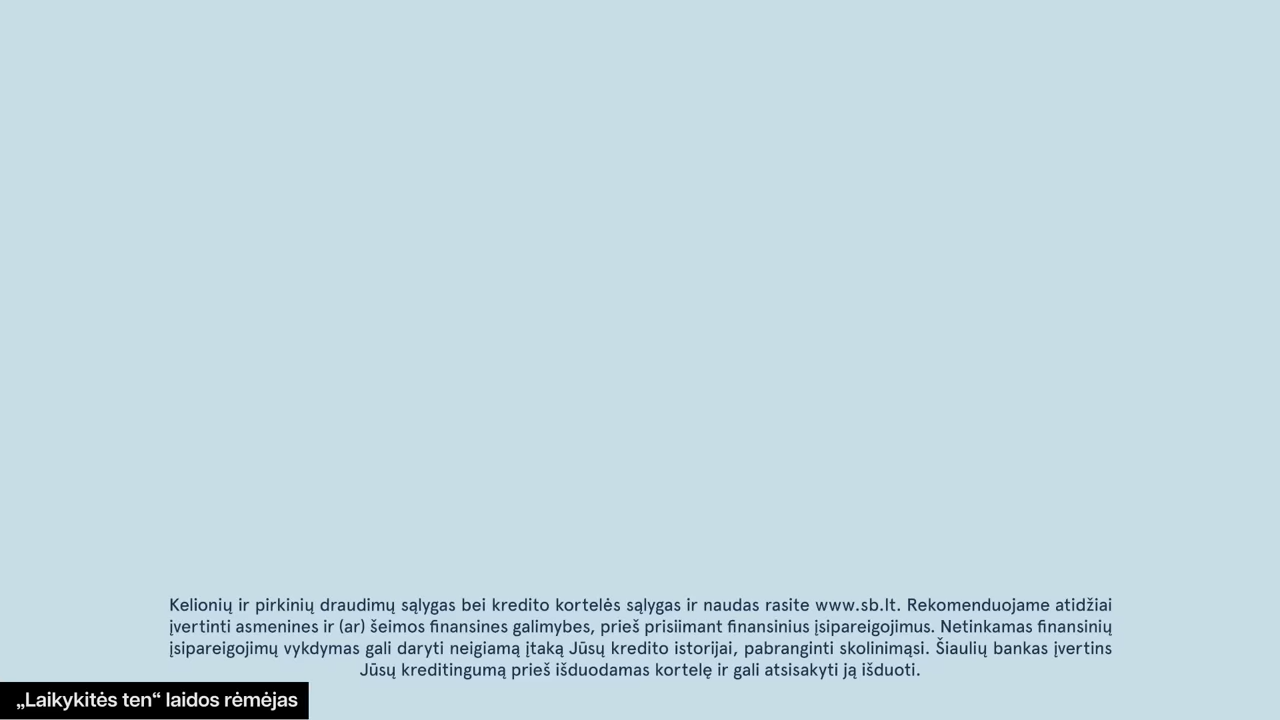 Kelionių ir pirkinių draudimų sąlygas bei kredito kortelės sąlygas ir naudas rasite www.sb.lt. Rekomenduojame atidžiai
įvertinti asmenines ir (ar) šeimos finansines galimybes, prieš prisiimant finansinius įsipareigojimus. Netinkamas finansinių
įsipareigojimų vykdymas gali daryti neigiamą įtaką Jūsų kredito istorijai, pabranginti skolinimąsi. Šiaulių bankas įvertins
Jūsų kreditingumą prieš išduodamas kortelę ir gali atsisakyti ją išduoti.
„Laikykitės ten“ laidos rėmėjas